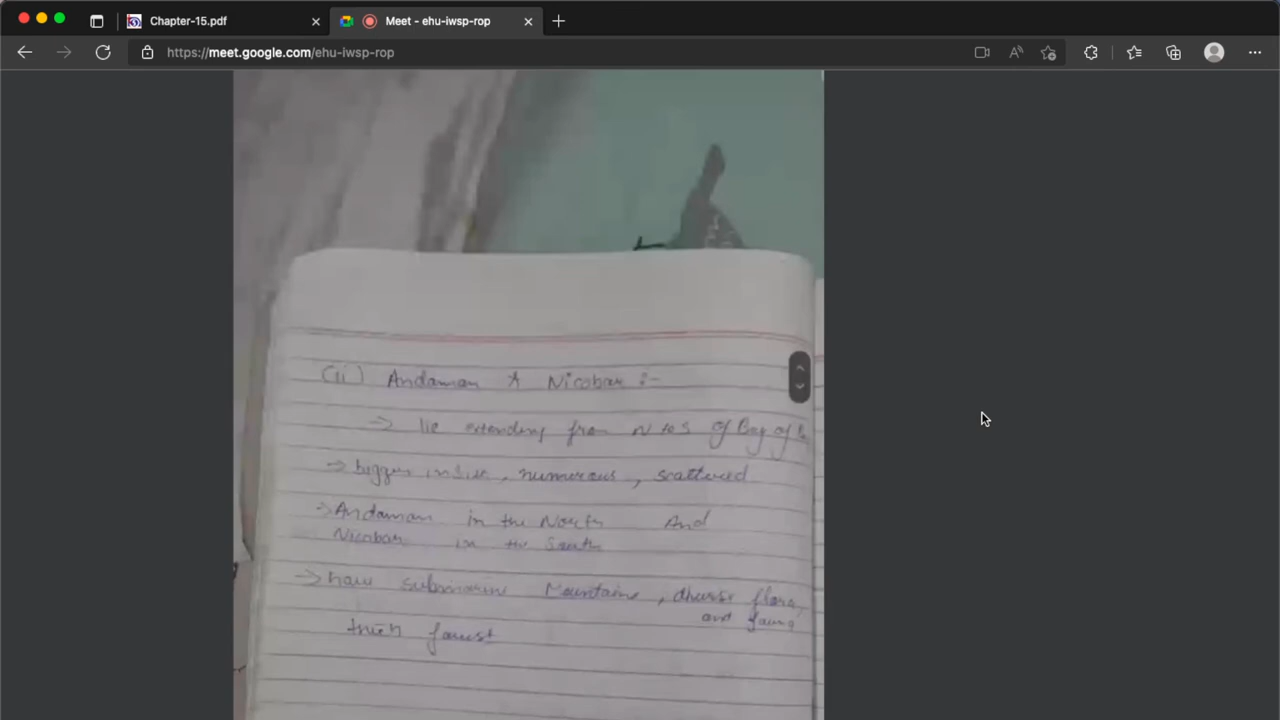 Chapter-15.pdf
Meet - ehu-iwsp-rop
https://meet.google.com/ehu-iwsp-rop
(ii) Andaman & Nicobar :-
→ lie extending from N to S of Bay of
→ bigger in size, numerous, scattered
→ Andaman in the North And
Nicobar in the South
→ have submarine Mountains, diverse flora,
and fauna
thick forest